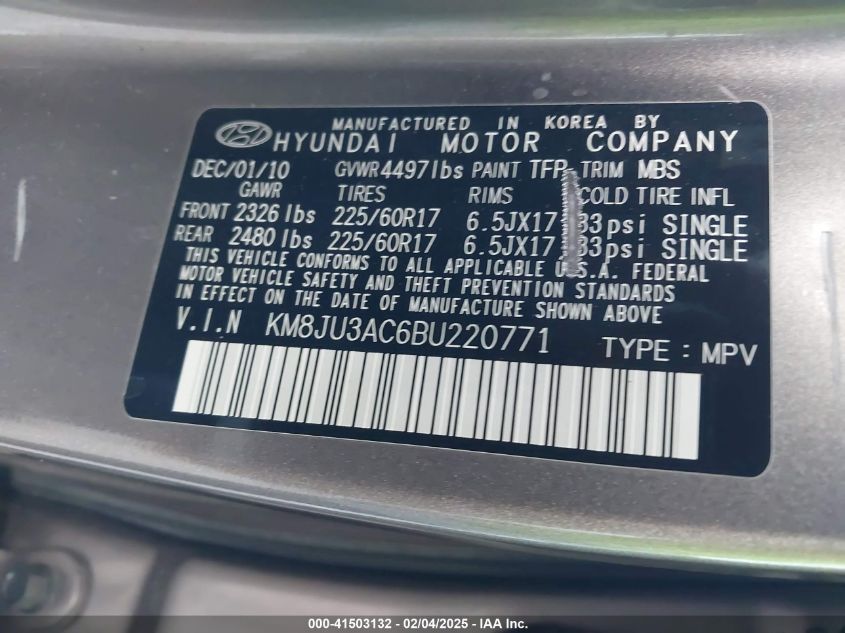 MANUFACTURED IN KOREA BY
HYUNDAI MOTOR COMPANY
DEC/01/10 GVWR 4497lbs PAINT TFP TRIM MBS
GAWR TIRES RIMS COLD TIRE INFL
FRONT 2326 lbs 225/60R17 6.5JX17 33psi SINGLE
REAR 2480 lbs 225/60R17 6.5JX17 33psi SINGLE
THIS VEHICLE CONFORMS TO ALL APPLICABLE U.S.A. FEDERAL
MOTOR VEHICLE SAFETY AND THEFT PREVENTION STANDARDS
IN EFFECT ON THE DATE OF MANUFACTURE SHOWN ABOVE
V.I.N KM8JU3AC6BU220771 TYPE : MPV
000-41503132 - 02/04/2025 - IAA Inc.